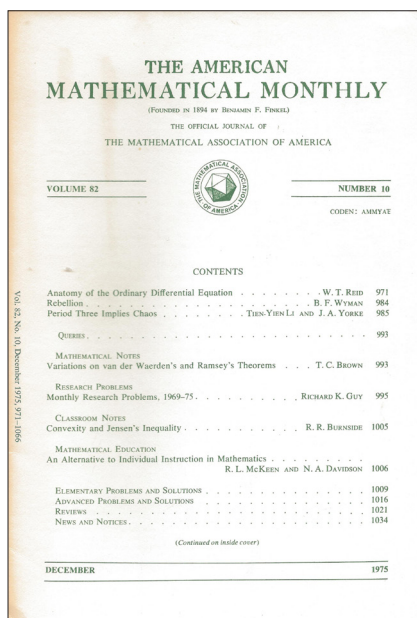 THE AMERICAN
MATHEMATICAL MONTHLY
(FOUNDED IN 1894 BY BENJAMIN F. FINKEL)
THE OFFICIAL JOURNAL OF
THE MATHEMATICAL ASSOCIATION OF AMERICA
THE MATHEMATICAL ASSOCIATION OF AMERICA
VOLUME 82
NUMBER 10
CODEN: AMMYAE
CONTENTS
Anatomy of the Ordinary Differential Equation . . . . . . . . W. T. REID 971
Rebellion . . . . . . . . . . . . . . . . . . . . . B. F. WYMAN 984
Period Three Implies Chaos . . . . . . . . TIEN-YIEN LI AND J. A. YORKE 985
QUERIES . . . . . . . . . . . . . . . . . . . . . . . . . 993
MATHEMATICAL NOTES
Variations on van der Waerden's and Ramsey's Theorems . . . T. C. BROWN 993
RESEARCH PROBLEMS
Monthly Research Problems, 1969-75 . . . . . . . . . . RICHARD K. GUY 995
CLASSROOM NOTES
Convexity and Jensen's Inequality . . . . . . . . . . . R. R. BURNSIDE 1005
MATHEMATICAL EDUCATION
An Alternative to Individual Instruction in Mathematics . . . . . . . . . .
R. L. MCKEEN AND N. A. DAVIDSON 1006
ELEMENTARY PROBLEMS AND SOLUTIONS . . . . . . . . . . . . . . . 1009
ADVANCED PROBLEMS AND SOLUTIONS . . . . . . . . . . . . . . . 1016
REVIEWS . . . . . . . . . . . . . . . . . . . . . . . . 1021
NEWS AND NOTICES . . . . . . . . . . . . . . . . . . . . . 1034
(Continued on inside cover)
DECEMBER
1975
Vol. 82, No. 10, December 1975, 971–1066